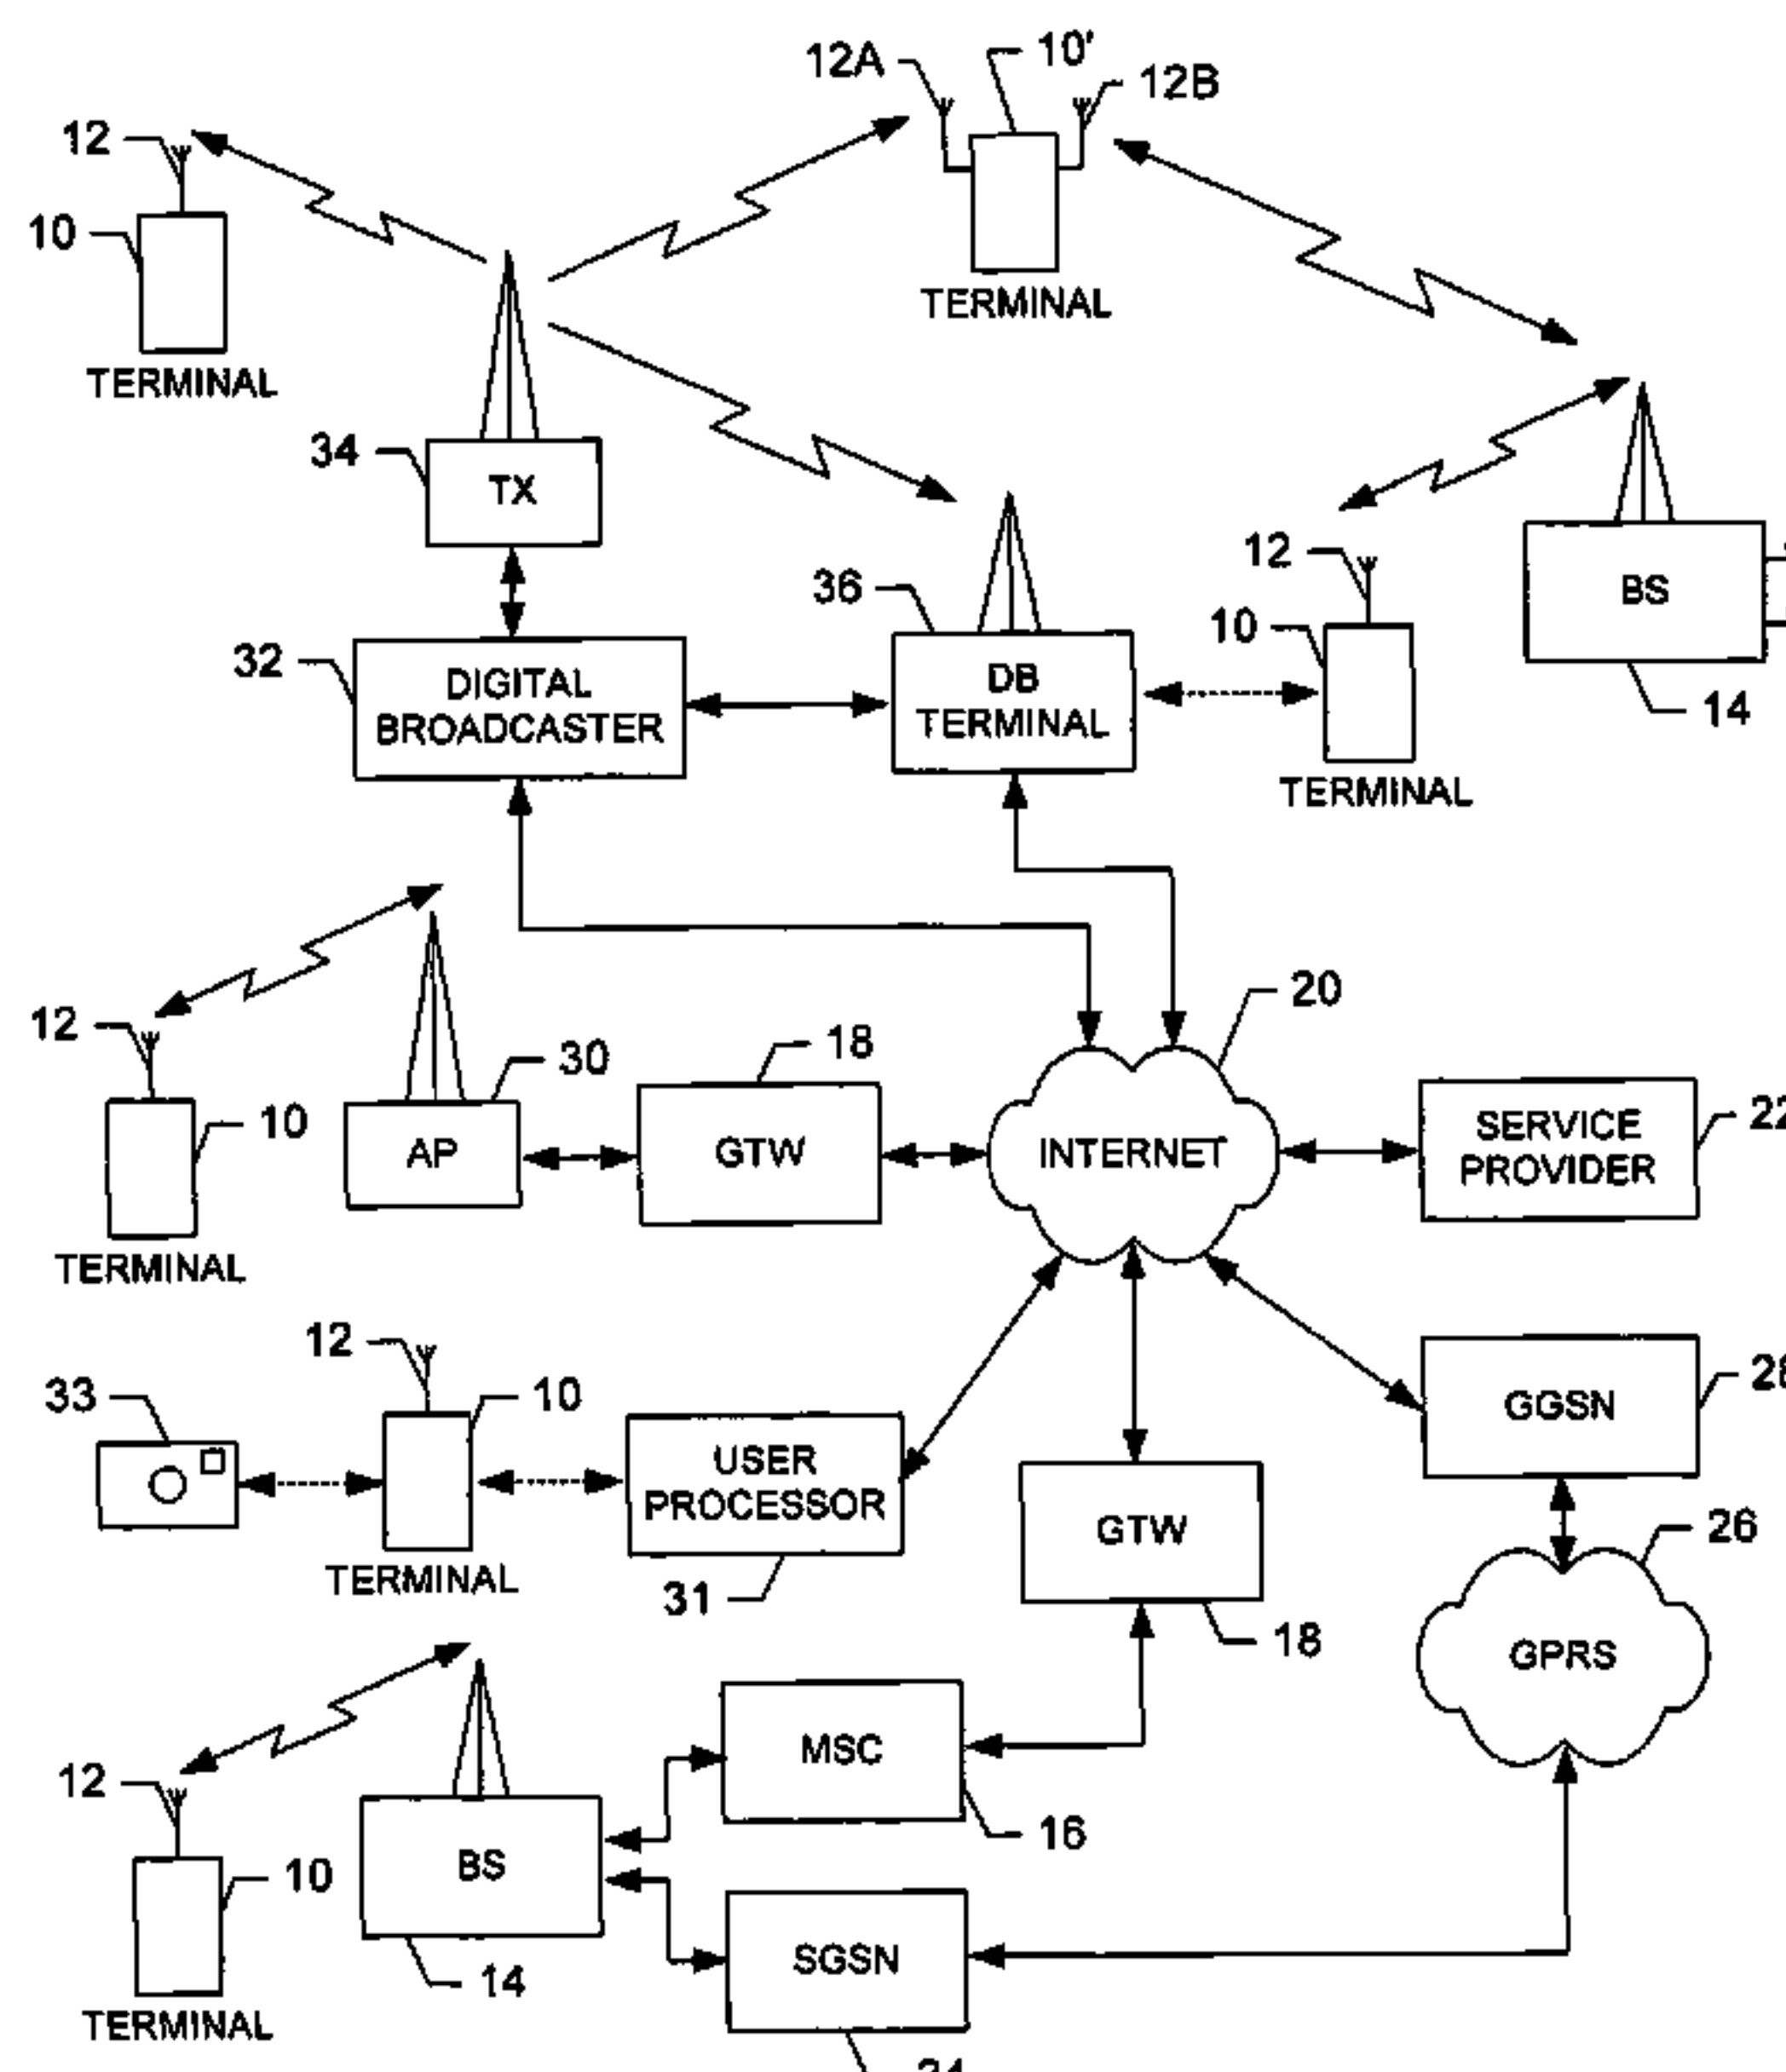 12A
10'
12B
12
10
TERMINAL
TERMINAL
34
TX
12
36
BS
32
10
DIGITAL
BROADCASTER
DB
TERMINAL
14
TERMINAL
20
12
18
30
10
AP
GTW
INTERNET
SERVICE
PROVIDER
22
TERMINAL
12
33
10
USER
PROCESSOR
GGSN
28
GTW
26
TERMINAL
31
18
GPRS
MSC
12
16
10
BS
SGSN
14
TERMINAL